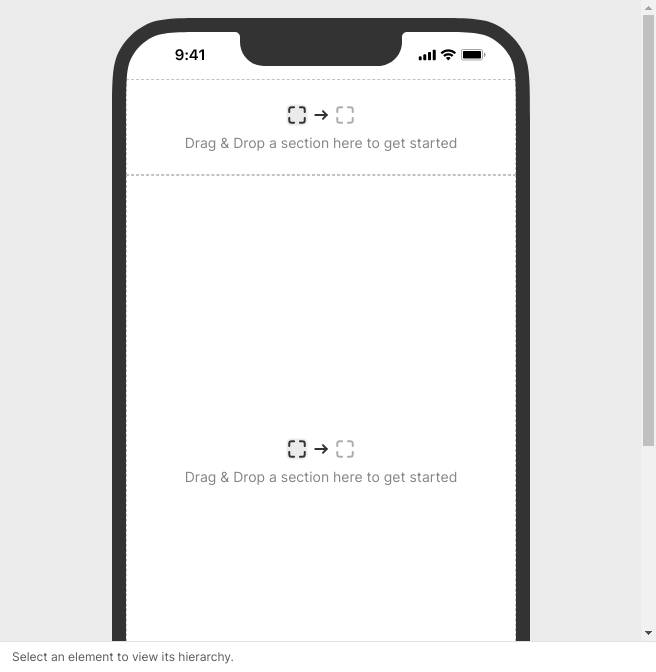 9:41
Drag & Drop a section here to get started
Drag & Drop a section here to get started
Select an element to view its hierarchy.